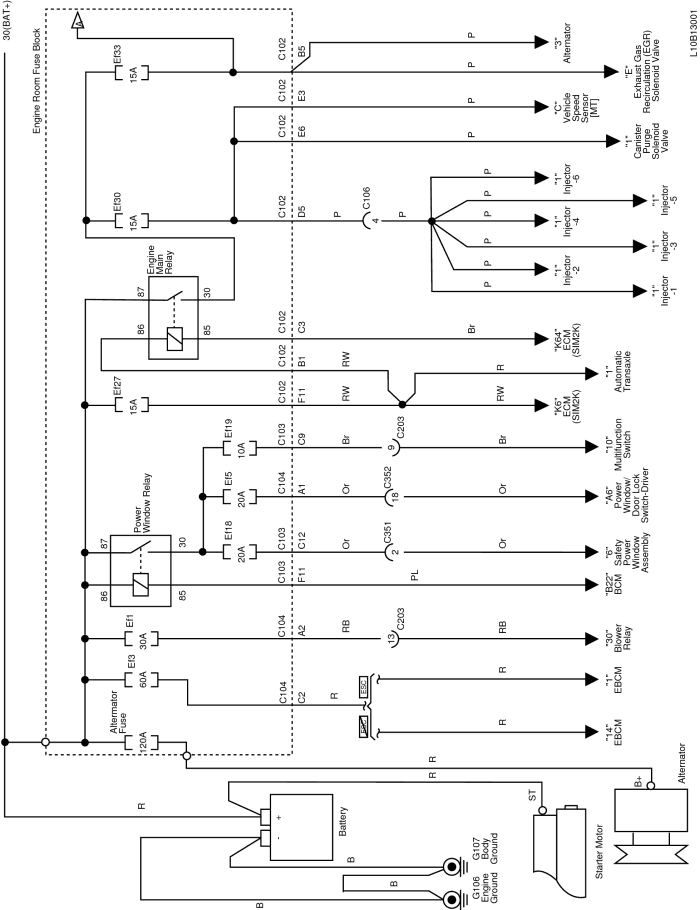 30(BAT+)
L10B13001
Engine Room Fuse Block
A
Ef33
15A
C102
B5
P
"3"
Alternator
P
"E"
Exhaust Gas
Recirculation (EGR)
Solenoid Valve
C102
E3
P
"C"
Vehicle
Speed
Sensor
[MT]
C102
E6
P
"1"
Canister
Purge
Solenoid
Valve
Ef30
15A
C102
D5
P
C106
4
P
P
"1"
Injector
-6
P
"1"
Injector
-5
P
"1"
Injector
-4
P
"1"
Injector
-3
P
"1"
Injector
-2
P
"1"
Injector
-1
Engine
Main
Relay
87
30
86
85
C102
C3
Br
"K64"
ECM
(SIM2K)
C102
B1
RW
R
"1"
Automatic
Transaxle
Ef27
15A
C102
F11
RW
RW
"K6"
ECM
(SIM2K)
Ef19
10A
C103
C9
Br
9
C203
Br
"10"
Multifunction
Switch
Ef5
20A
C104
A1
Or
18
C352
Or
"A6"
Power
Window/
Door Lock
Switch-Driver
Power
Window Relay
87
30
86
85
Ef18
20A
C103
C12
Or
2
C351
Or
"6"
Safety
Power
Window
Assembly
C103
F11
PL
"B22"
BCM
Ef1
30A
C104
A2
RB
13
C203
RB
"30"
Blower
Relay
Ef3
60A
C104
C2
R
ESC
R
"1"
EBCM
ESC
R
"14"
EBCM
Alternator
Fuse
120A
R
R
B+
Alternator
R
+
-
Battery
ST
Starter Motor
B
B
B
G107
Body
Ground
G106
Engine
Ground